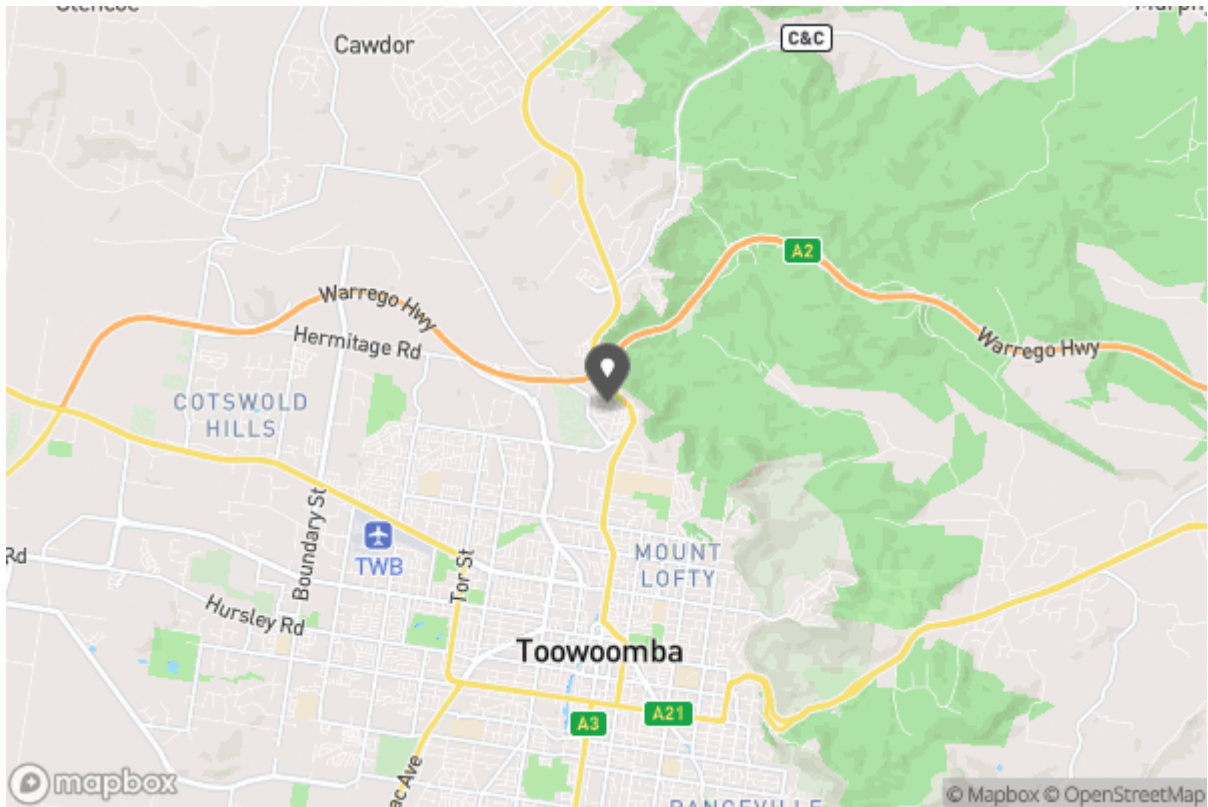 Cawdor
C&C
A2
Warrego Hwy
Warrego Hwy
Hermitage Rd
COTSWOLD
HILLS
Boundary St
TWB
Tor St
MOUNT
LOFTY
Rd
Hursley Rd
Toowoomba
A21
A3
mapbox
© Mapbox © OpenStreetMap